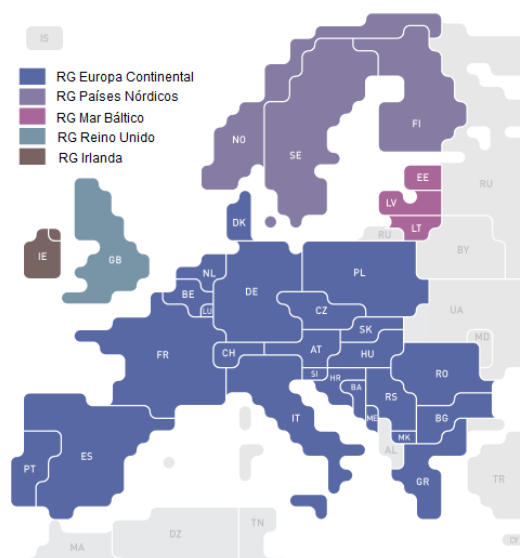 IS
RG Europa Continental
RG Países Nórdicos
RG Mar Báltico
RG Reino Unido
RG Irlanda
NO
SE
FI
RU
EE
LV
LT
RU
BY
DK
IE
GB
NL
BE
LU
DE
PL
CZ
UA
SK
MD
FR
CH
AT
HU
SI
HR
RO
BA
RS
IT
ME
BG
MK
AL
PT
ES
GR
TR
MA
DZ
TN
CY